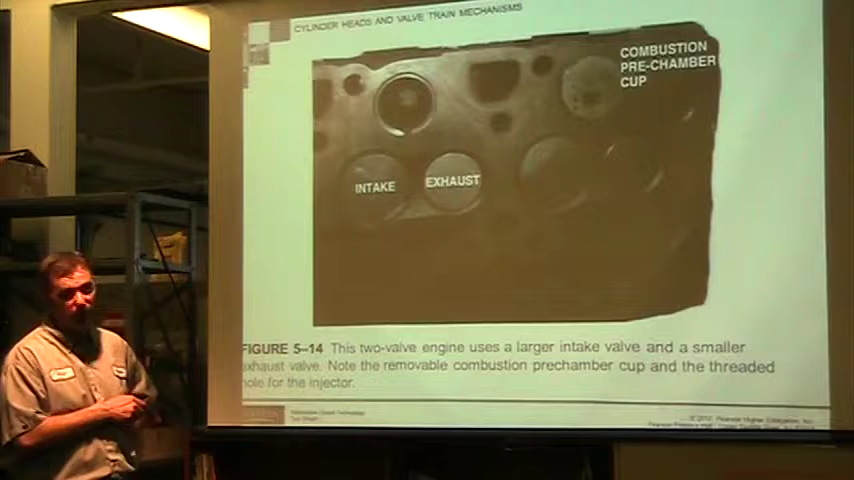 CYLINDER HEADS AND VALVE TRAIN MECHANISMS
COMBUSTION
PRE-CHAMBER
CUP
INTAKE
EXHAUST
FIGURE 5–14 This two-valve engine uses a larger intake valve and a smaller
exhaust valve. Note the removable combustion prechamber cup and the threaded
hole for the injector.